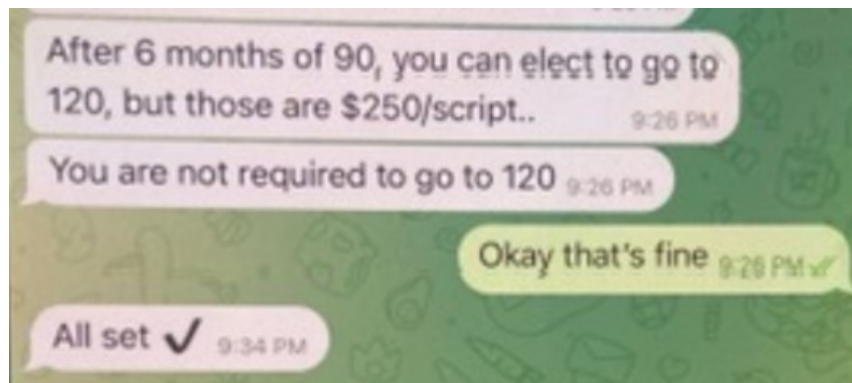 After 6 months of 90, you can elect to go to
120, but those are $250/script..
9:26 PM
You are not required to go to 120 9:26 PM
Okay that's fine 9:26 PM
All set ✔ 9:34 PM